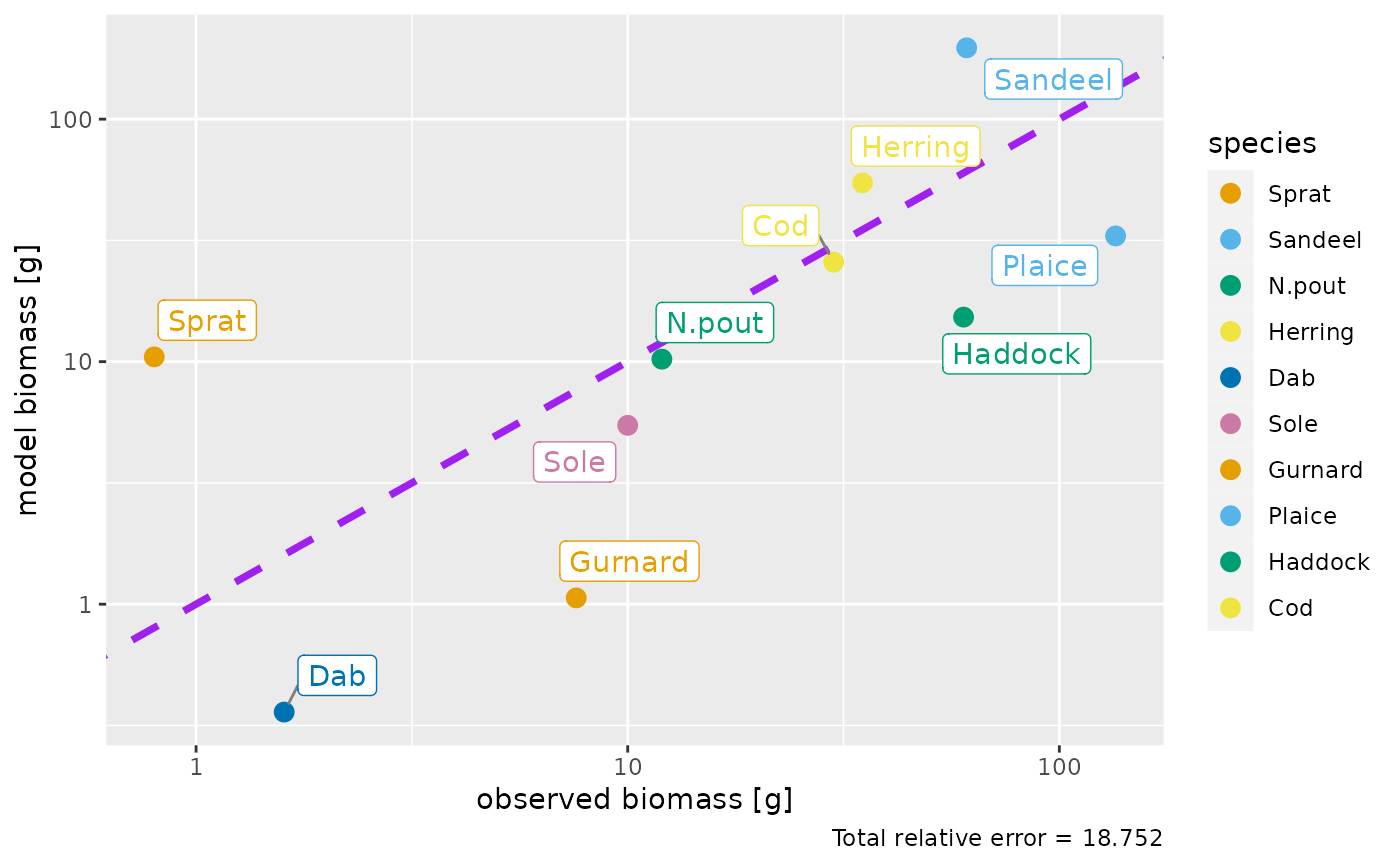 Sandeel
Herring
Cod
Plaice
Sprat
N.pout
Haddock
Sole
Gurnard
Dab
100
10
1
model biomass [g]
1
10
100
observed biomass [g]
Total relative error = 18.752
species
Sprat
Sandeel
N.pout
Herring
Dab
Sole
Gurnard
Plaice
Haddock
Cod